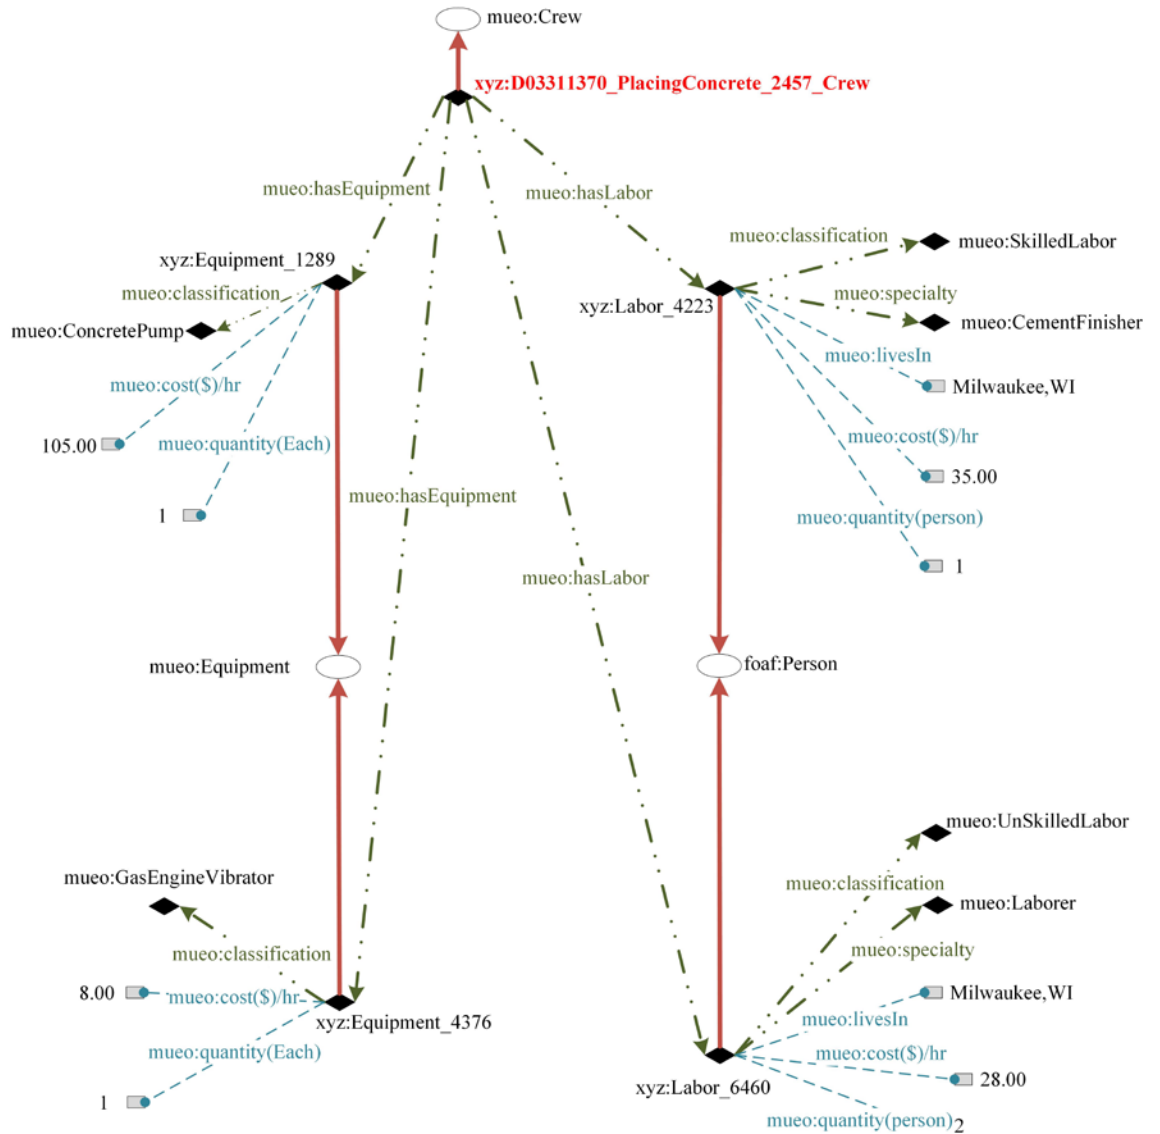 mueo:Crew
xyz:D03311370_PlacingConcrete_2457_Crew
mueo:hasEquipment
mueo:hasLabor
mueo:classification
mueo:SkilledLabor
xyz:Equipment_1289
mueo:classification
mueo:specialty
xyz:Labor_4223
mueo:CementFinisher
mueo:ConcretePump
mueo:livesIn
mueo:cost($)/hr
Milwaukee,WI
mueo:cost($)/hr
105.00
mueo:quantity(Each)
35.00
mueo:hasEquipment
1
mueo:quantity(person)
1
mueo:hasLabor
mueo:Equipment
foaf:Person
mueo:UnSkilledLabor
mueo:GasEngineVibrator
mueo:classification
mueo:Laborer
mueo:classification
mueo:specialty
8.00
mueo:cost($)/hr
Milwaukee,WI
xyz:Equipment_4376
mueo:livesIn
mueo:quantity(Each)
mueo:cost($)/hr
28.00
xyz:Labor_6460
1
mueo:quantity(person)
2